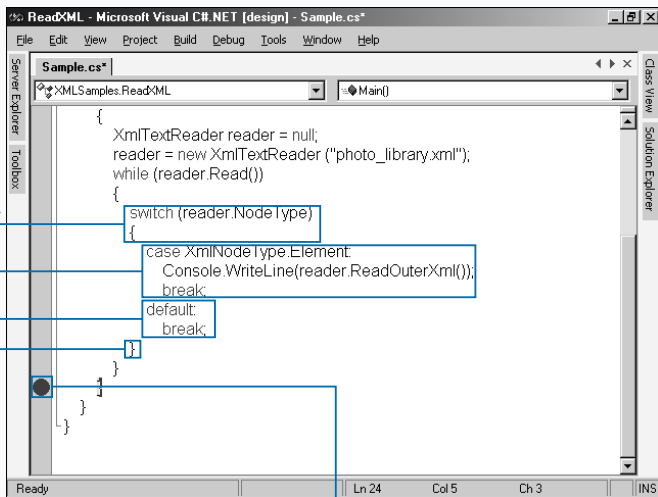 ReadXML - Microsoft Visual C#.NET [design] - Sample.cs*
File Edit View Project Build Debug Tools Window Help
Server Explorer
Toolbox
Sample.cs*
XMLSamples.ReadXML
Main()
Class View
Solution Explorer
{
XmlTextReader reader = null;
reader = new XmlTextReader ("photo_library.xml");
while (reader.Read())
{
switch (reader.NodeType)
{
case XmlNodeType.Element:
Console.WriteLine(reader.ReadOuterXml());
break;
default:
break;
}
}
}
}
}
Ready Ln 24 Col 5 Ch 3 INS